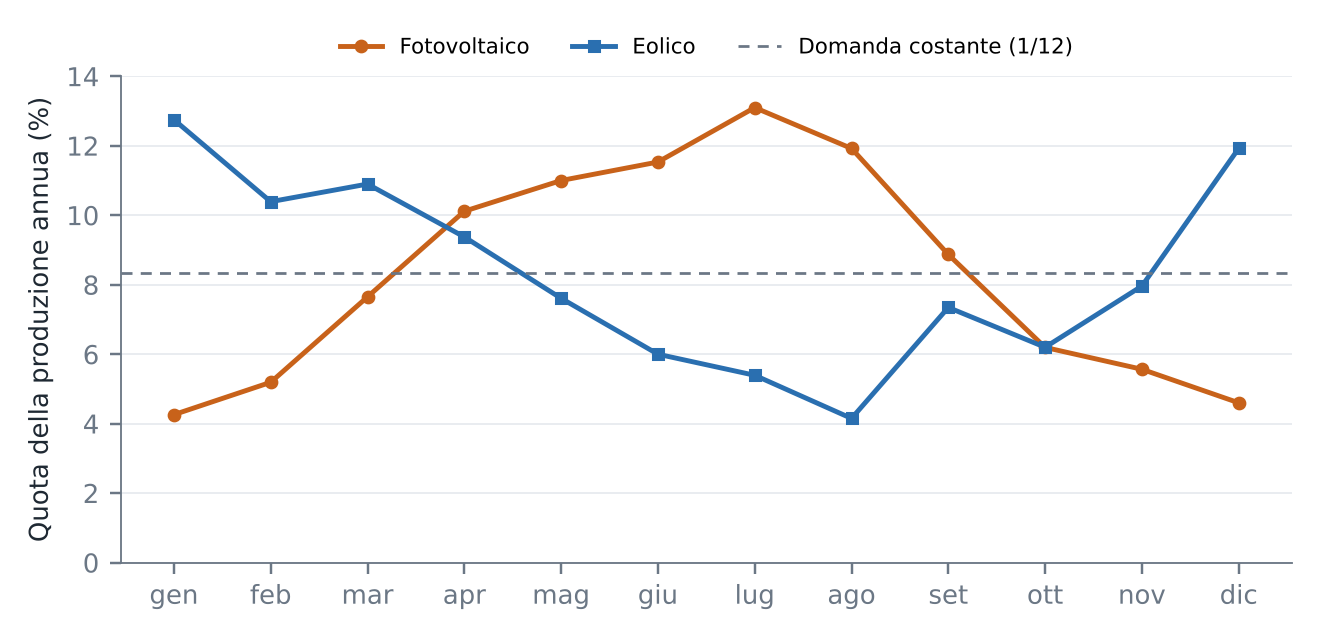 Fotovoltaico Eolico Domanda costante (1/12)
Quota della produzione annua (%)
14
12
10
8
6
4
2
0
gen feb mar apr mag giu lug ago set ott nov dic